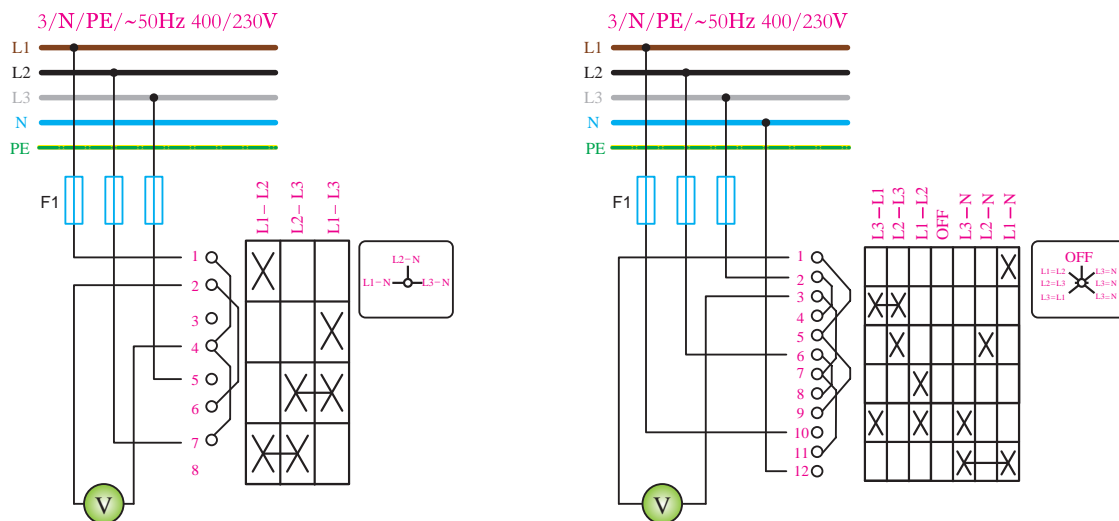 3/N/PE/~50Hz 400/230V
L1
L2
L3
N
PE
F1
L1-L2
L2-L3
L1-L3
1
2
3
4
5
6
7
8
L2-N
L1-N
L3-N
V
3/N/PE/~50Hz 400/230V
L1
L2
L3
N
PE
F1
L3-L1
L2-L3
L1-L2
OFF
L3-N
L2-N
L1-N
1
2
3
4
5
6
7
8
9
10
11
12
OFF
L1=L2 L3=N
L2=L3 L3=N
L3=L1 L3=N
V